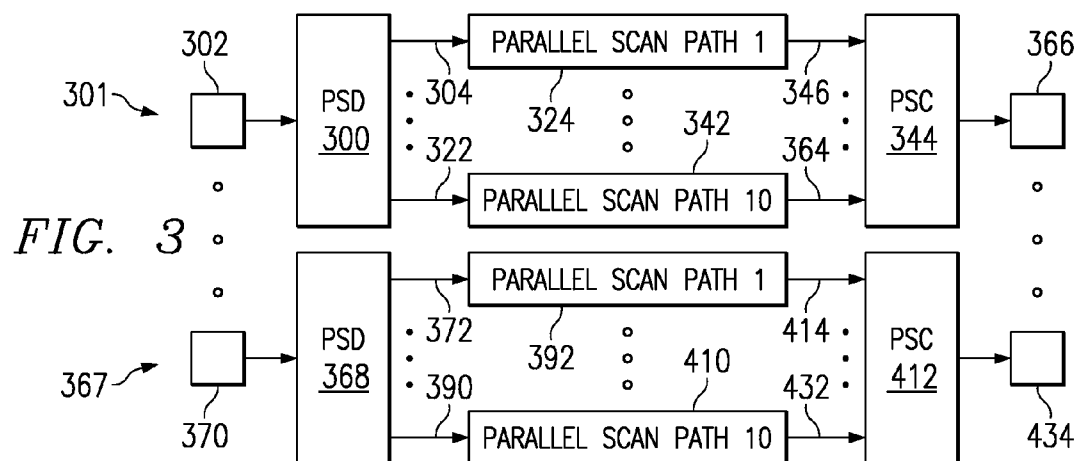 302
301
PSD
300
304
322
PARALLEL SCAN PATH 1
324
342
PARALLEL SCAN PATH 10
346
364
PSC
344
366
FIG. 3
367
370
PSD
368
372
390
PARALLEL SCAN PATH 1
392
410
PARALLEL SCAN PATH 10
414
432
PSC
412
434